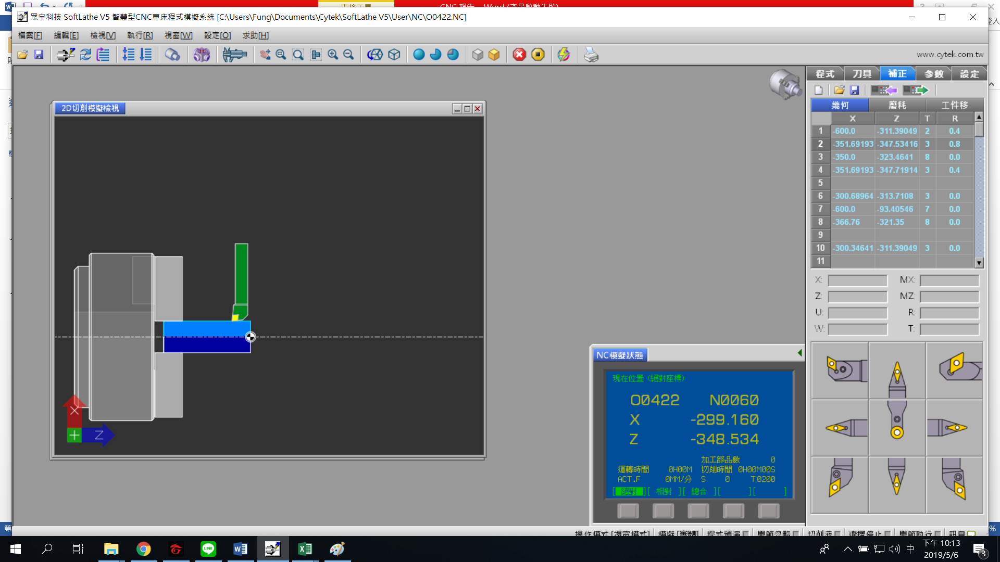 眾宇科技 SoftLathe V5 智慧型CNC車床程式模擬系統 [C:\Users\Fung\Documents\Cytek\SoftLathe V5\User\NC\O0422.NC]
檔案[F] 編輯[E] 檢視[V] 執行[R] 視窗[W] 設定[O] 求助[H]
www.cytek.com.tw
程式 刀具 補正 參數 設定
2D切削模擬檢視
幾何 磨耗 工件移
X Z T R
1 -600.0 -311.39049 2 0.4
2 -351.69193 -347.53416 3 0.8
3 -350.0 -323.4641 8 0.0
4 -351.69193 -347.71914 3 0.4
5
6 -300.68964 -313.7108 3 0.0
7 -600.0 -93.40546 7 0.0
8 -366.76 -321.35 8 0.0
9
10 -300.34641 -311.39049 3 0.0
11
X: MX:
Z: MZ:
U: R:
W: T:
X
Z
NC模擬狀態
現在位置 (絕對座標)
O0422 N0060
X -299.160
Z -348.534
加工部品數 0
運轉時間 0H00M 切削時間 0H00M00S
ACT.F 0MM/分 S 0 T0200
[ 絕對 ][ 相對 ][ 總合 ][ ][ ]
操作模式[視窗模式] 模擬[實體] 程式預演 單節忽略 切削液 選擇停止 單節執行 訊息
第
%
中
下午 10:13
2019/5/6
3